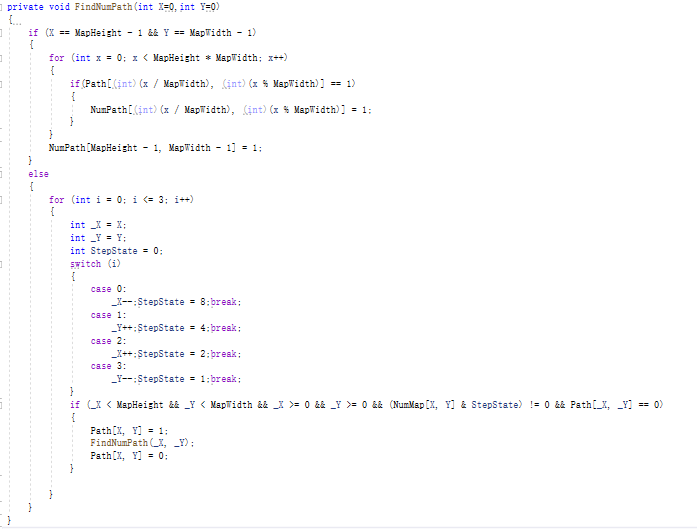 private void FindNumPath(int X=0,int Y=0)
{...
if (X == MapHeight - 1 && Y == MapWidth - 1)
{
for (int x = 0; x < MapHeight * MapWidth; x++)
{
if(Path[(int)(x / MapWidth), (int)(x % MapWidth)] == 1)
{
NumPath[(int)(x / MapWidth), (int)(x % MapWidth)] = 1;
}
}
NumPath[MapHeight - 1, MapWidth - 1] = 1;
}
else
{
for (int i = 0; i <= 3; i++)
{
int _X = X;
int _Y = Y;
int StepState = 0;
switch (i)
{
case 0:
_X--;StepState = 8;break;
case 1:
_Y++;StepState = 4;break;
case 2:
_X++;StepState = 2;break;
case 3:
_Y--;StepState = 1;break;
}
if (_X < MapHeight && _Y < MapWidth && _X >= 0 && _Y >= 0 && (NumMap[X, Y] & StepState) != 0 && Path[_X, _Y] == 0)
{
Path[X, Y] = 1;
FindNumPath(_X, _Y);
Path[X, Y] = 0;
}
}
}
}